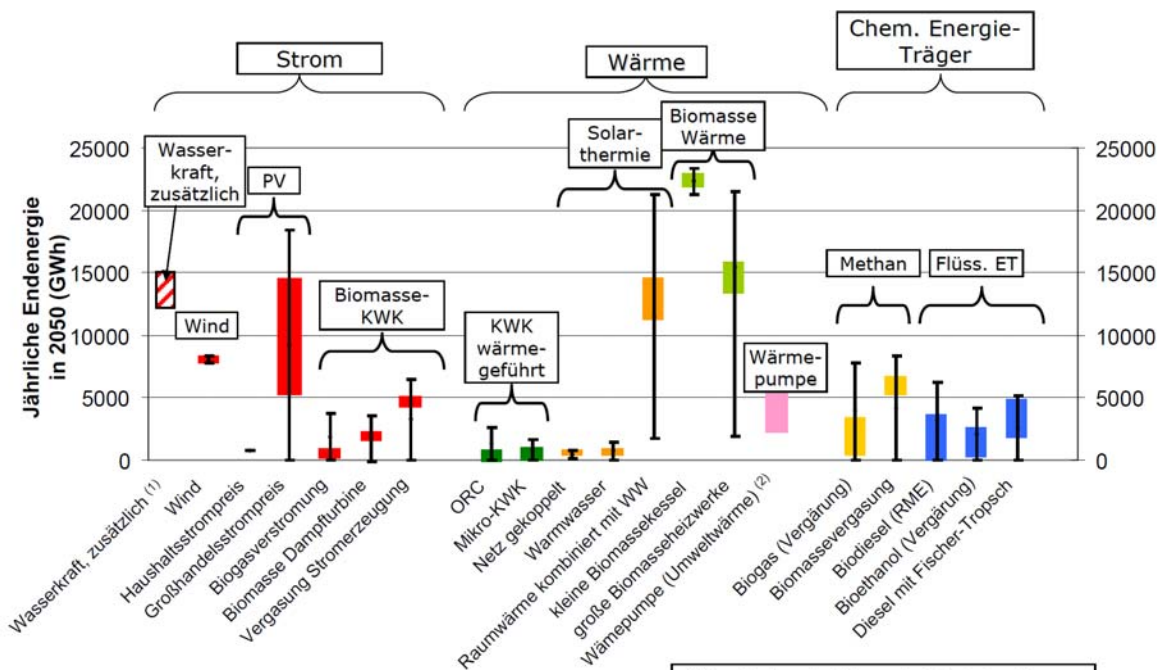 Strom
Wärme
Chem. Energie-
Träger
Jährliche Endenergie
in 2050 (GWh)
25000
20000
15000
10000
5000
0
25000
20000
15000
10000
5000
0
Wasser-
kraft,
zusätzlich
PV
Wind
Biomasse-
KWK
KWK
wärme-
geführt
Solar-
thermie
Biomasse
Wärme
Wärme-
pumpe
Methan
Flüss. ET
Wasserkraft, zusätzlich (1)
Wind
Haushaltsstrompreis
Großhandelsstrompreis
Biogasverstromung
Biomasse Dampfturbine
Vergasung Stromerzeugung
ORC
Mikro-KWK
Netz gekoppelt
Warmwasser
Raumwärme kombiniert mit WW
kleine Biomassekessel
große Biomasseheizwerke
Wämepumpe (Umweltwärme) (2)
Biogas (Vergärung)
Biomassevergasung
Biodiesel (RME)
Bioethanol (Vergärung)
Diesel mit Fischer-Tropsch